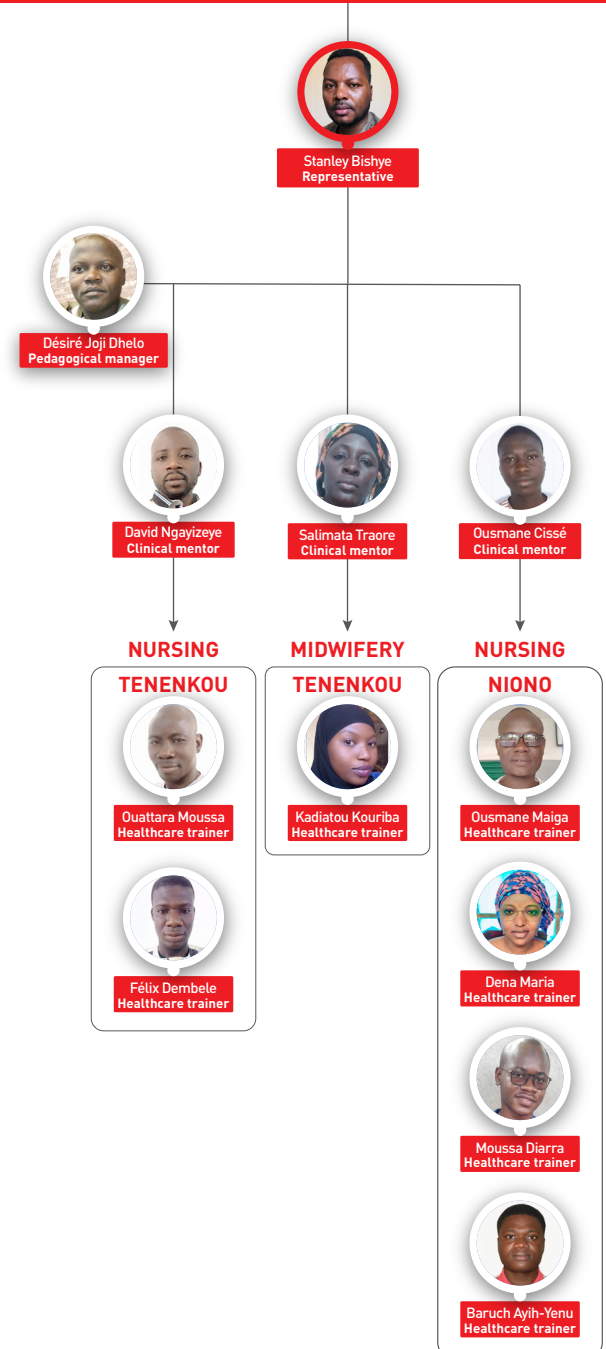 Stanley Bishye
Representative
Désiré Joji Dhelo
Pedagogical manager
David Ngayizeye
Clinical mentor
Salimata Traore
Clinical mentor
Ousmane Cissé
Clinical mentor
NURSING
TENENKOU
Ouattara Moussa
Healthcare trainer
Félix Dembele
Healthcare trainer
MIDWIFERY
TENENKOU
Kadiatou Kouriba
Healthcare trainer
NURSING
NIONO
Ousmane Maiga
Healthcare trainer
Dena Maria
Healthcare trainer
Moussa Diarra
Healthcare trainer
Baruch Ayih-Yenu
Healthcare trainer